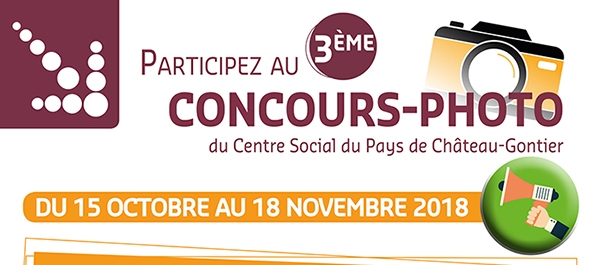 PARTICIPEZ AU 3ÈME
CONCOURS-PHOTO
du Centre Social du Pays de Château-Gontier
DU 15 OCTOBRE AU 18 NOVEMBRE 2018